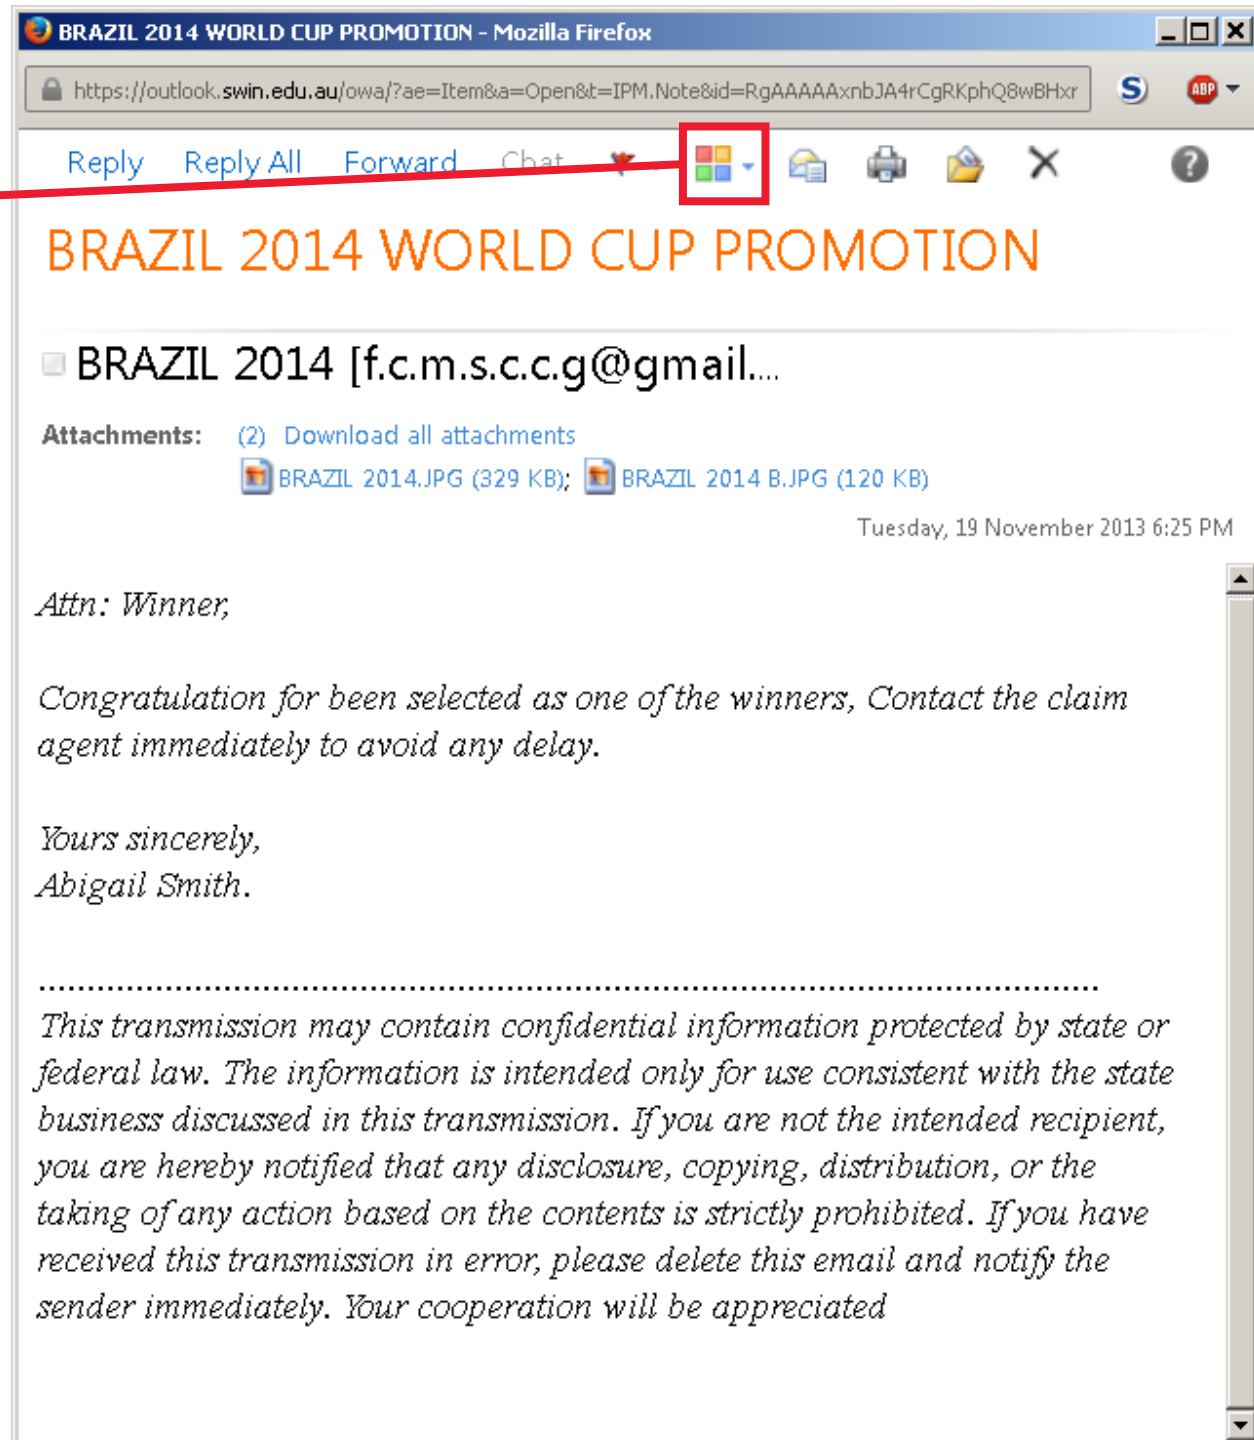 BRAZIL 2014 WORLD CUP PROMOTION - Mozilla Firefox
https://outlook.swin.edu.au/owa/?ae=Item&a=Open&t=IPM.Note&id=RgAAAAAxnbJA4rCgRKphQ8wBHxr S ABP
Reply Reply All Forward Chat ?
BRAZIL 2014 WORLD CUP PROMOTION
BRAZIL 2014 [f.c.m.s.c.c.g@gmail....
Attachments: (2) Download all attachments
BRAZIL 2014.JPG (329 KB); BRAZIL 2014 B.JPG (120 KB)
Tuesday, 19 November 2013 6:25 PM
Attn: Winner,
Congratulation for been selected as one of the winners, Contact the claim
agent immediately to avoid any delay.
Yours sincerely,
Abigail Smith.
............................................................................................................
This transmission may contain confidential information protected by state or
federal law. The information is intended only for use consistent with the state
business discussed in this transmission. If you are not the intended recipient,
you are hereby notified that any disclosure, copying, distribution, or the
taking of any action based on the contents is strictly prohibited. If you have
received this transmission in error, please delete this email and notify the
sender immediately. Your cooperation will be appreciated